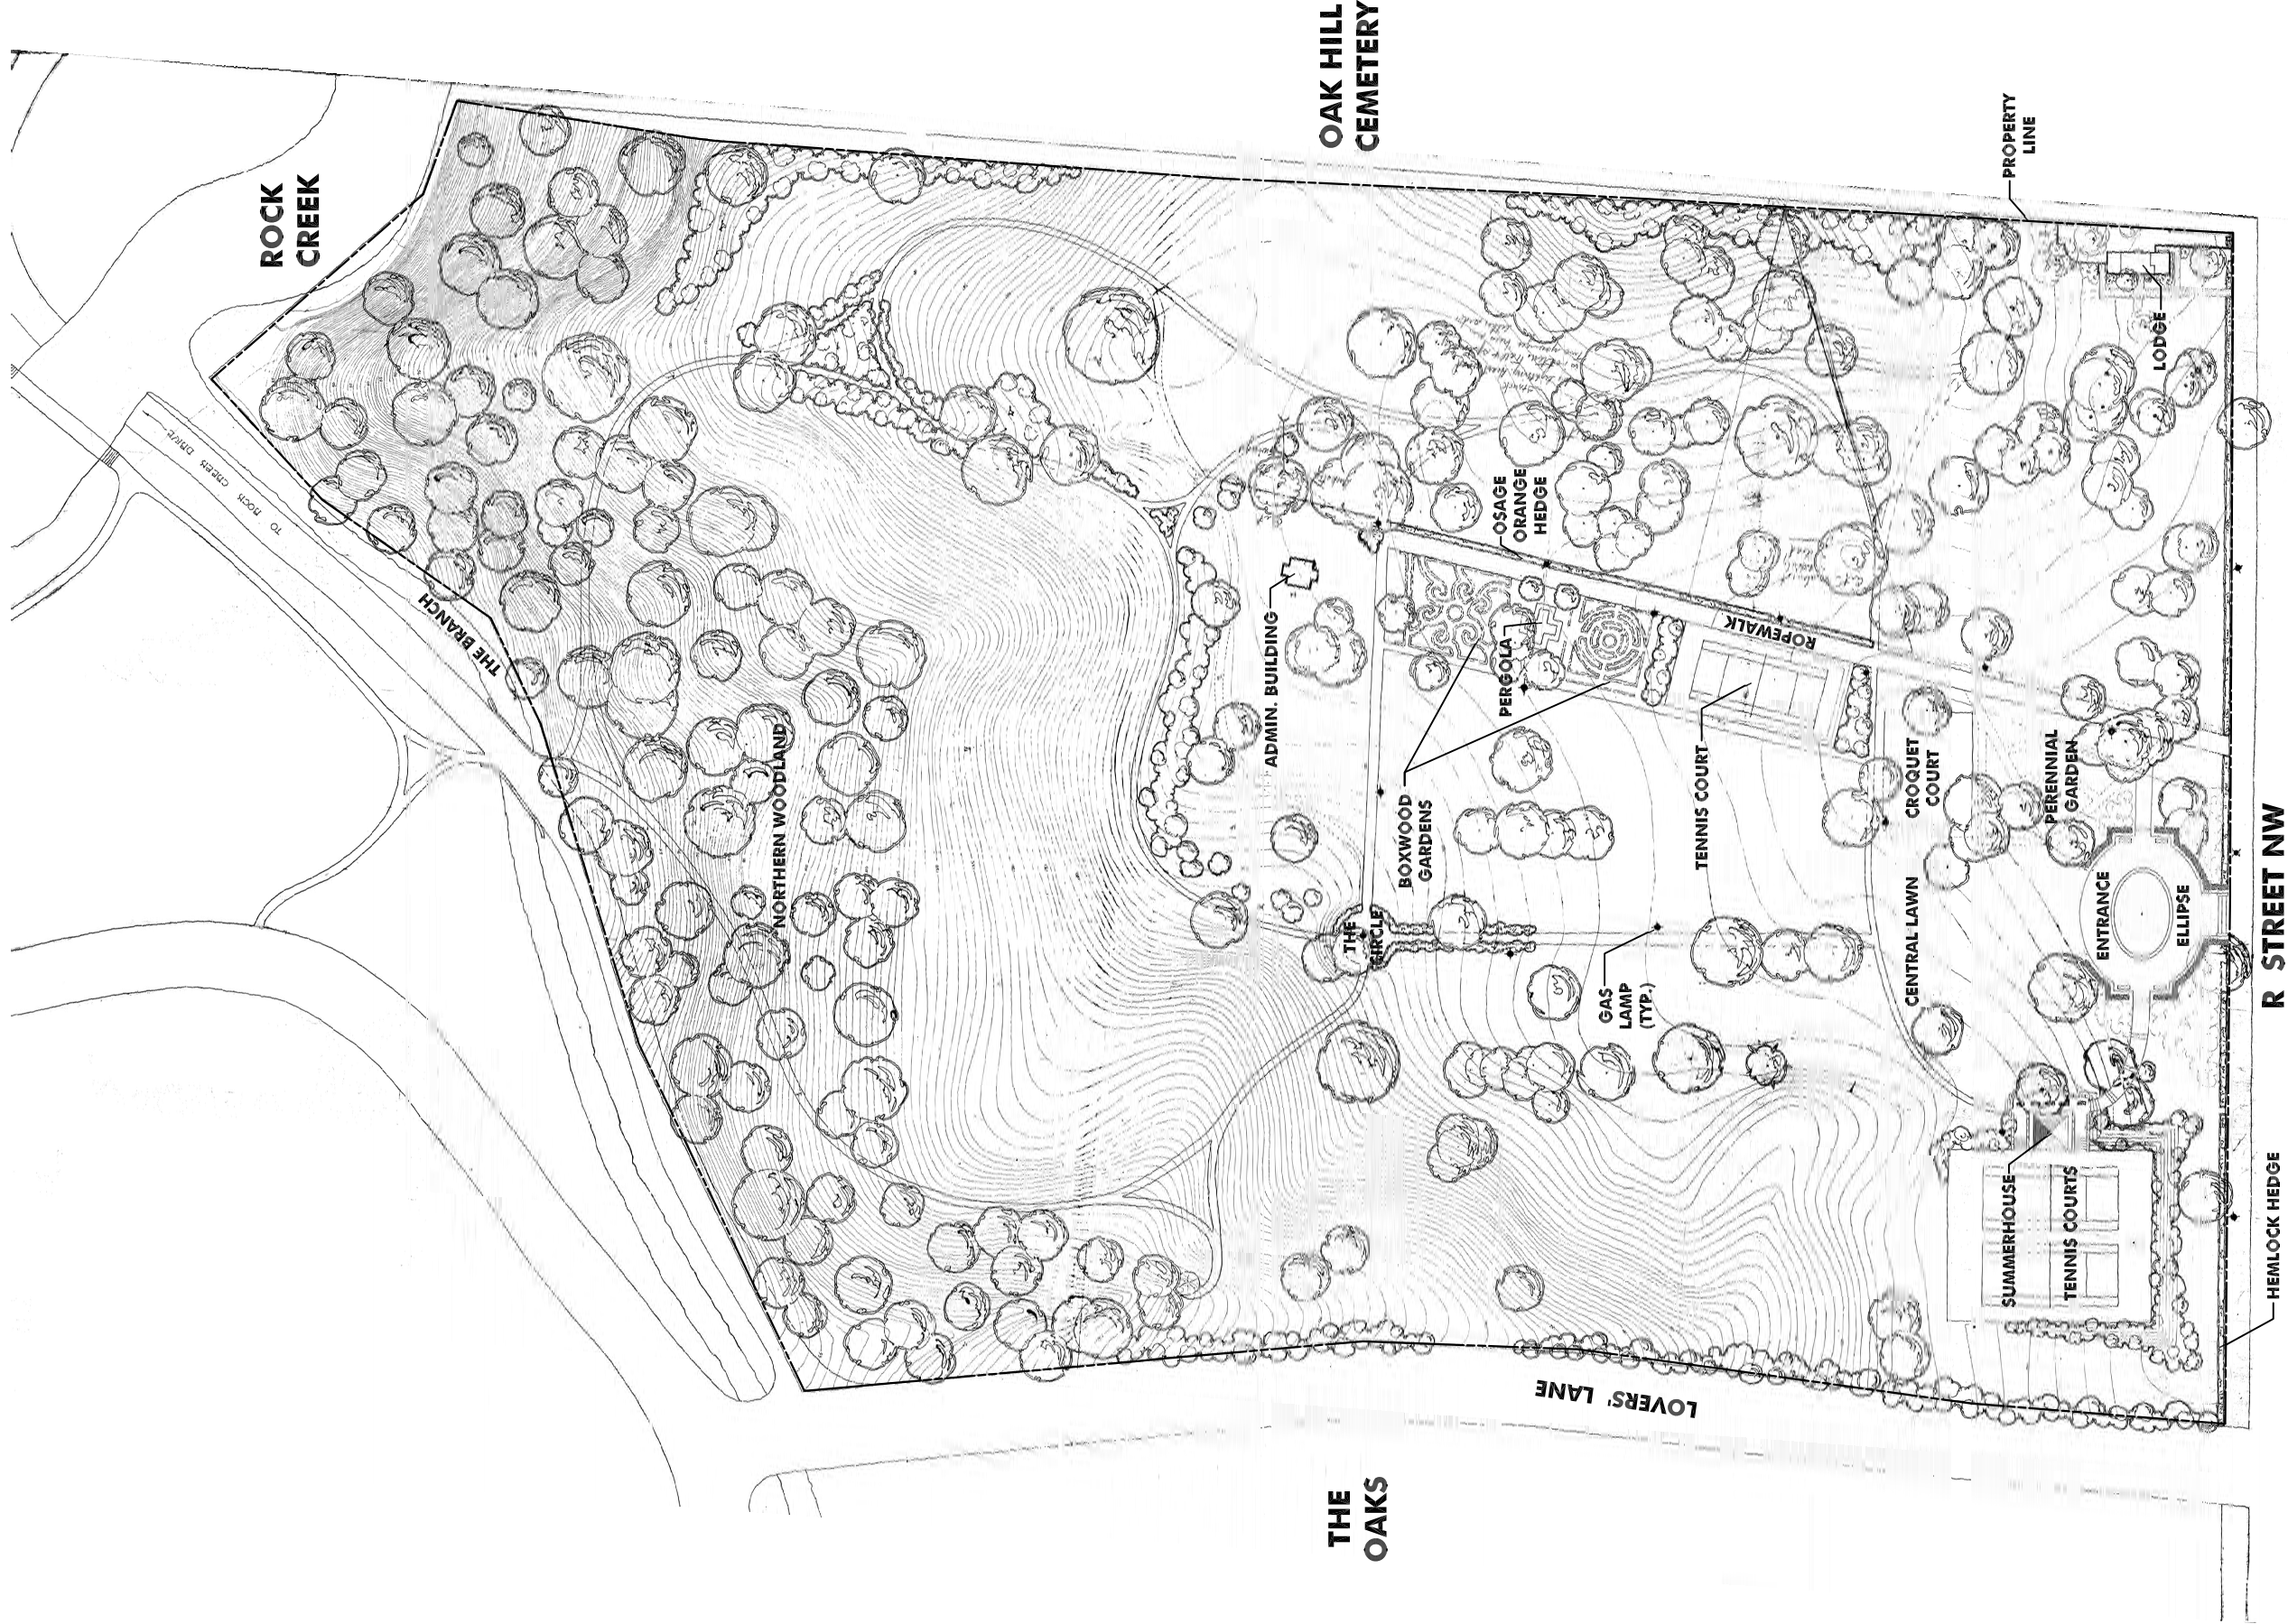 OAK HILL
CEMETERY
ROCK
CREEK
PROPERTY
LINE
LODGE
TO ROCK CREEK DRIVE
THE BRANCH
OSAGE
ORANGE
HEDGE
ROPEWALK
PERGOLA
ADMIN. BUILDING
NORTHERN WOODLAND
BOXWOOD
GARDENS
TENNIS COURT
CROQUET
COURT
PERENNIAL
GARDEN
THE
CIRCLE
GAS
LAMP
(TYP.)
CENTRAL LAWN
ENTRANCE
ELLIPSE
R STREET NW
SUMMERHOUSE
TENNIS COURTS
HEMLOCK HEDGE
LOVERS' LANE
THE
OAKS